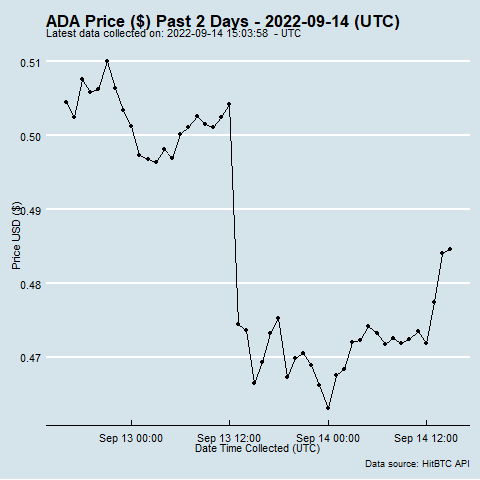 ADA Price ($) Past 2 Days - 2022-09-14 (UTC)
Latest data collected on: 2022-09-14 15:03:58 - UTC
0.51
0.50
0.49
0.48
0.47
Price USD ($)
Sep 13 00:00 Sep 13 12:00 Sep 14 00:00 Sep 14 12:00
Date Time Collected (UTC)
Data source: HitBTC API